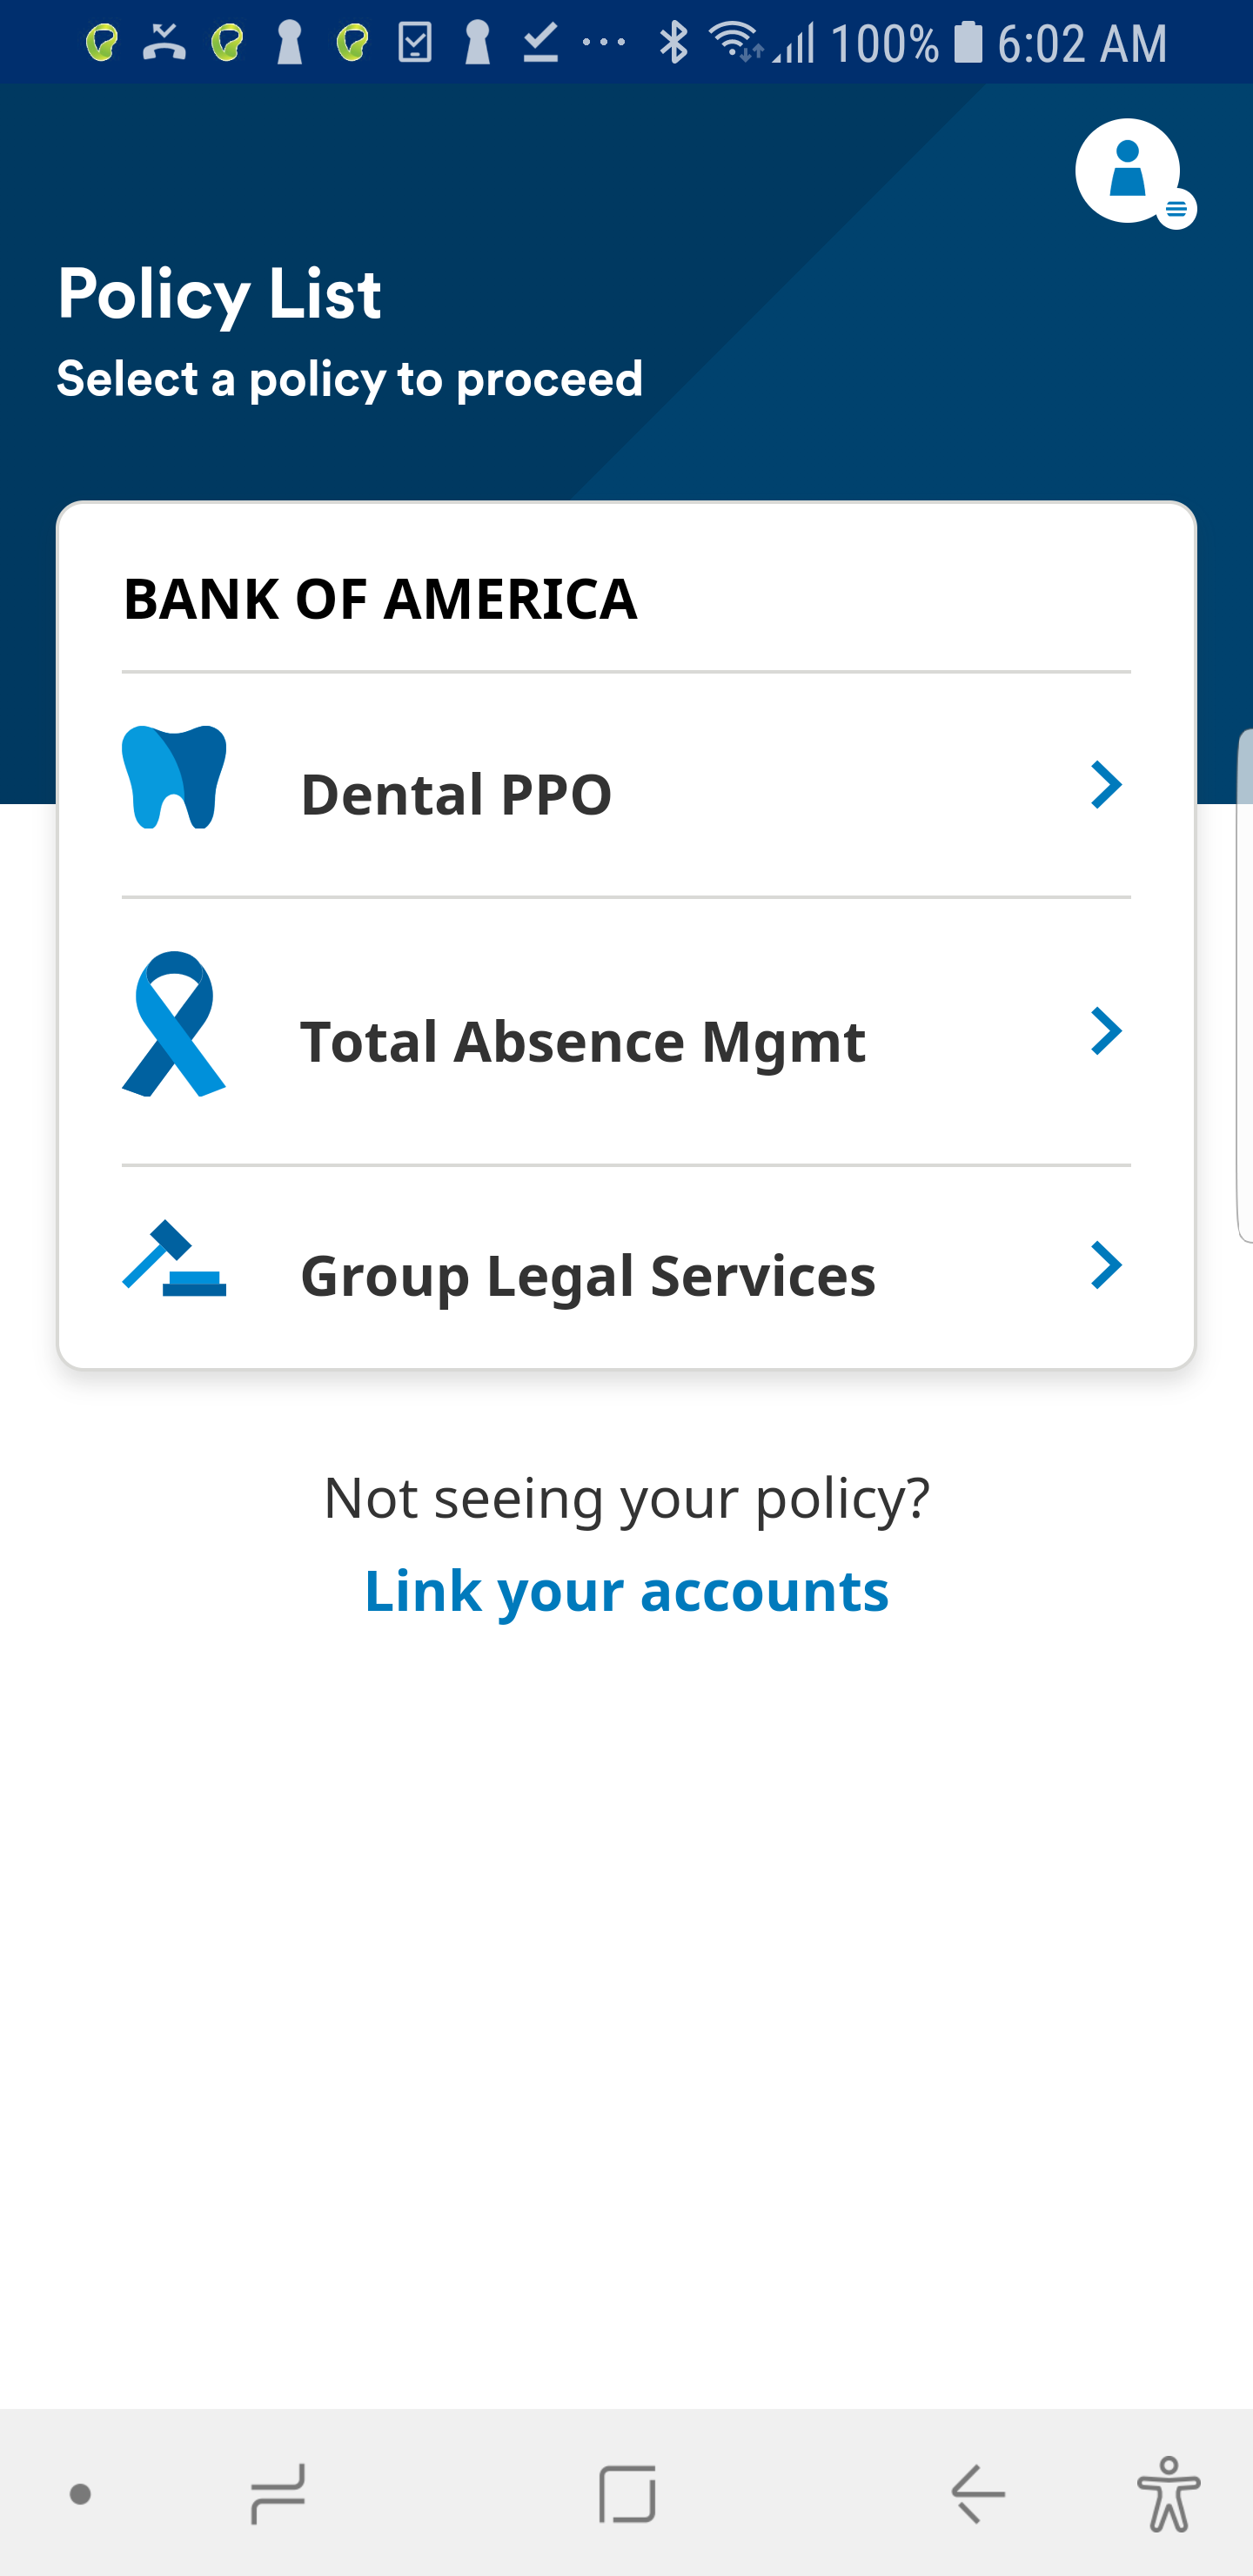 100% 6:02 AM
Policy List
Select a policy to proceed
BANK OF AMERICA
Dental PPO
Total Absence Mgmt
Group Legal Services
Not seeing your policy?
Link your accounts